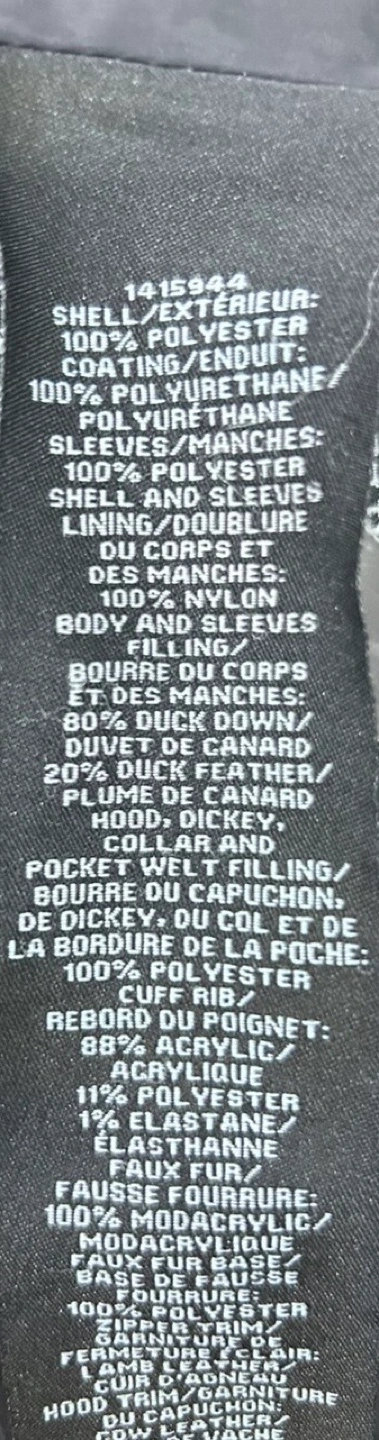 1415944
SHELL/EXTÉRIEUR:
100% POLYESTER
COATING/ENDUIT:
100% POLYURETHANE/
POLYURÉTHANE
SLEEVES/MANCHES:
100% POLYESTER
SHELL AND SLEEVES
LINING/DOUBLURE
DU CORPS ET
DES MANCHES:
100% NYLON
BODY AND SLEEVES
FILLING/
BOURRE DU CORPS
ET DES MANCHES:
80% DUCK DOWN/
DUVET DE CANARD
20% DUCK FEATHER/
PLUME DE CANARD
HOOD, DICKEY,
COLLAR AND
POCKET WELT FILLING/
BOURRE DU CAPUCHON,
DE DICKEY, DU COL ET DE
LA BORDURE DE LA POCHE:
100% POLYESTER
CUFF RIB/
REBORD DU POIGNET:
88% ACRYLIC/
ACRYLIQUE
11% POLYESTER
1% ELASTANE/
ÉLASTHANNE
FAUX FUR/
FAUSSE FOURRURE:
100% MODACRYLIC/
MODACRYLIQUE
FAUX FUR BASE/
BASE DE FAUSSE
FOURRURE:
100% POLYESTER
ZIPPER TRIM/
GARNITURE DE
FERMETURE ÉCLAIR:
LAMB LEATHER/
CUIR D'AGNEAU
HOOD TRIM/GARNITURE
DU CAPUCHON:
COW LEATHER/
DE VACHE